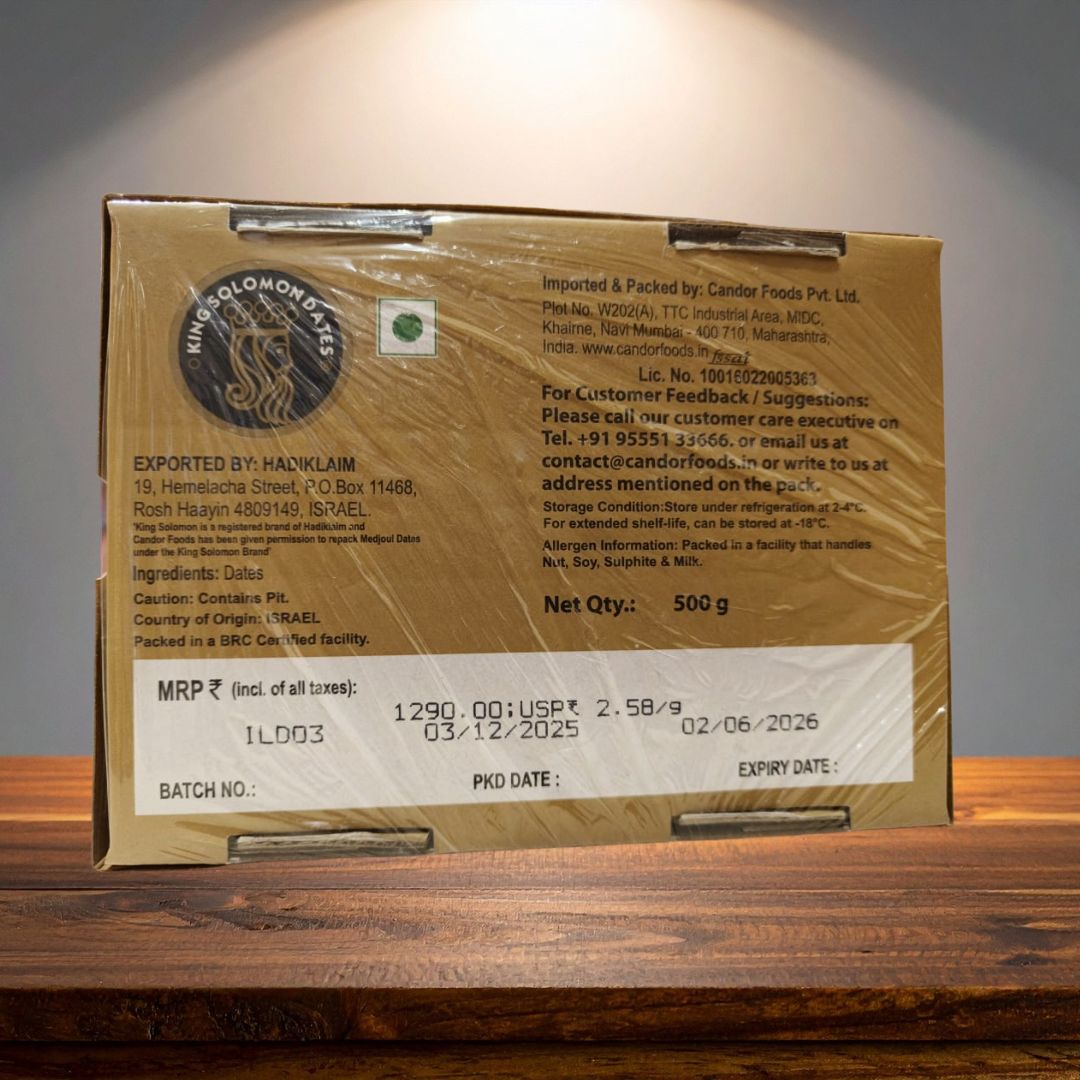 KING SOLOMON DATES
EXPORTED BY: HADIKLAIM
19, Hemelacha Street, P.O.Box 11468,
Rosh Haayin 4809149, ISRAEL.
'King Solomon is a registered brand of Hadiklaim and
Candor Foods has been given permission to repack Medjoul Dates
under the King Solomon Brand'
Ingredients: Dates
Caution: Contains Pit.
Country of Origin: ISRAEL
Packed in a BRC Certified facility.
Imported & Packed by: Candor Foods Pvt. Ltd.
Plot No. W202(A), TTC Industrial Area, MIDC,
Khairne, Navi Mumbai - 400 710, Maharashtra,
India. www.candorfoods.in fssai
Lic. No. 10016022005363
For Customer Feedback / Suggestions:
Please call our customer care executive on
Tel. +91 95551 33666. or email us at
contact@candorfoods.in or write to us at
address mentioned on the pack.
Storage Condition:Store under refrigeration at 2-4°C.
For extended shelf-life, can be stored at -18°C.
Allergen Information: Packed in a facility that handles
Nut, Soy, Sulphite & Milk.
Net Qty.: 500 g
MRP ₹ (incl. of all taxes):
1290.00;USP₹ 2.58/g
ILD03 03/12/2025 02/06/2026
BATCH NO.: PKD DATE : EXPIRY DATE :